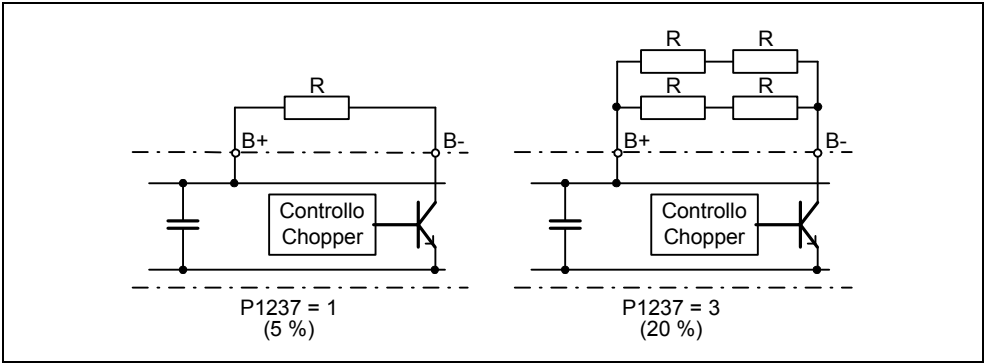 R
B+
B-
Controllo
Chopper
P1237 = 1
(5 %)
R R
R R
B+
B-
Controllo
Chopper
P1237 = 3
(20 %)